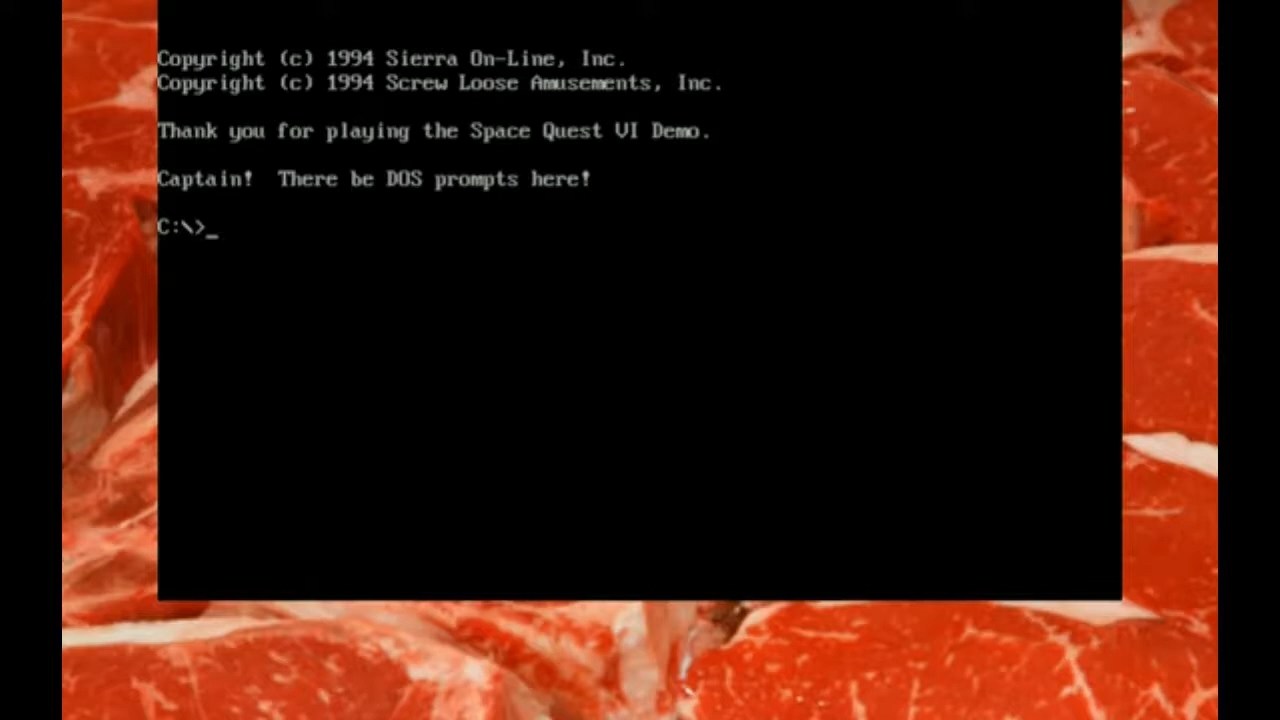 Copyright (c) 1994 Sierra On-Line, Inc.
Copyright (c) 1994 Screw Loose Amusements, Inc.
Thank you for playing the Space Quest VI Demo.
Captain!  There be DOS prompts here!
C:\>_